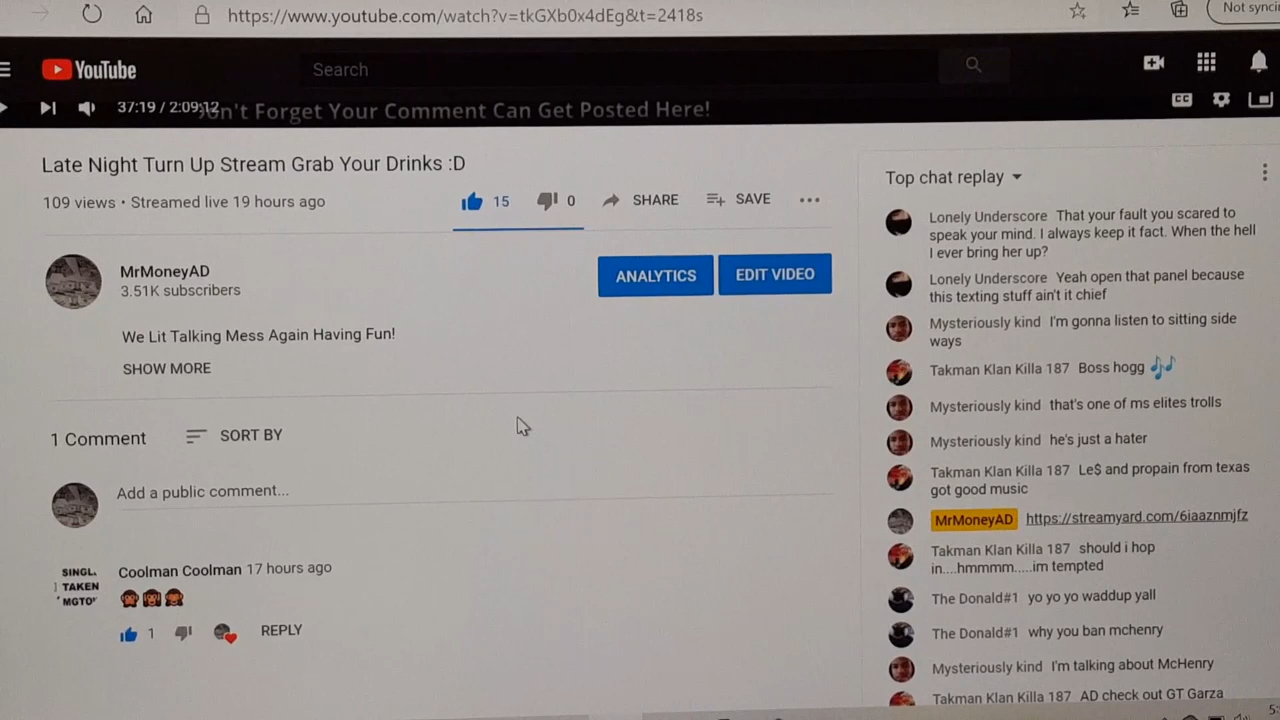 https://www.youtube.com/watch?v=tkGXb0x4dEg&t=2418s
Not synci
YouTube
Search
37:19 / 2:09:12
n't Forget Your Comment Can Get Posted Here!
CC
Late Night Turn Up Stream Grab Your Drinks :D
109 views • Streamed live 19 hours ago
15
0
SHARE
SAVE
MrMoneyAD
3.51K subscribers
ANALYTICS
EDIT VIDEO
We Lit Talking Mess Again Having Fun!
SHOW MORE
1 Comment
SORT BY
Add a public comment...
SINGL
TAKEN
MGTO
Coolman Coolman 17 hours ago
🙊🙊🙊
1
REPLY
Top chat replay
Lonely Underscore That your fault you scared to
speak your mind. I always keep it fact. When the hell
I ever bring her up?
Lonely Underscore Yeah open that panel because
this texting stuff ain't it chief
Mysteriously kind I'm gonna listen to sitting side
ways
Takman Klan Killa 187 Boss hogg 🎶
Mysteriously kind that's one of ms elites trolls
Mysteriously kind he's just a hater
Takman Klan Killa 187 Le$ and propain from texas
got good music
MrMoneyAD https://streamyard.com/6iaaznmjfz
Takman Klan Killa 187 should i hop
in....hmmmm.....im tempted
The Donald#1 yo yo yo waddup yall
The Donald#1 why you ban mchenry
Mysteriously kind I'm talking about McHenry
Takman Klan Killa 187 AD check out GT Garza
5: